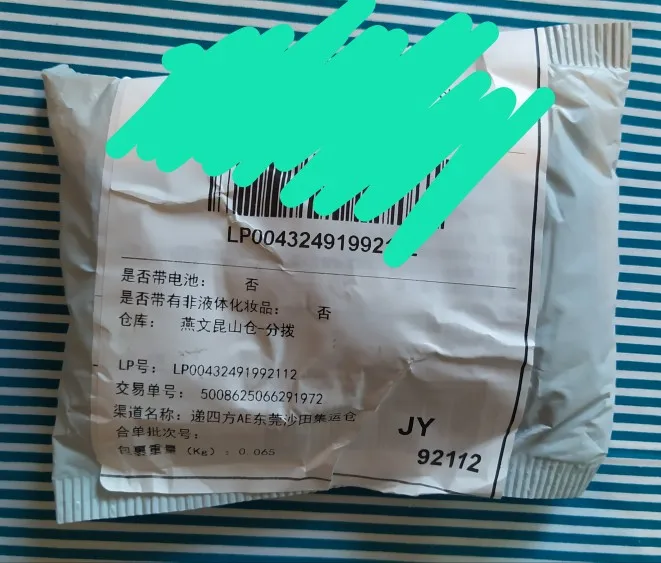 LP00432491992112
是否带电池： 否
是否带有非液体化妆品： 否
仓库： 燕文昆山仓-分拨
LP号： LP00432491992112
交易单号： 5008625066291972
渠道名称：递四方AE东莞沙田集运仓
合单批次号：
包裹重量（Kg）：0.065
JY
92112